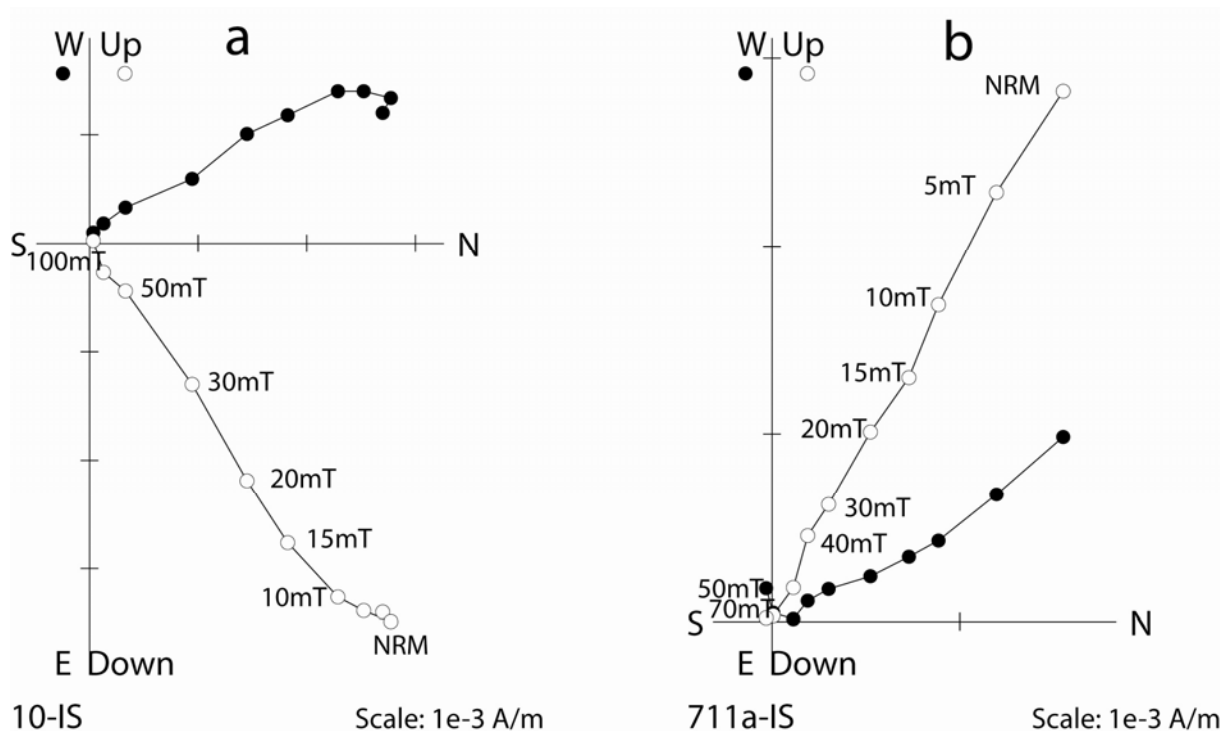 a
W Up
S N
100mT
50mT
30mT
20mT
15mT
10mT
NRM
E Down
10-IS Scale: 1e-3 A/m
b
W Up
NRM
5mT
10mT
15mT
20mT
30mT
40mT
50mT
70mT
S N
E Down
711a-IS Scale: 1e-3 A/m